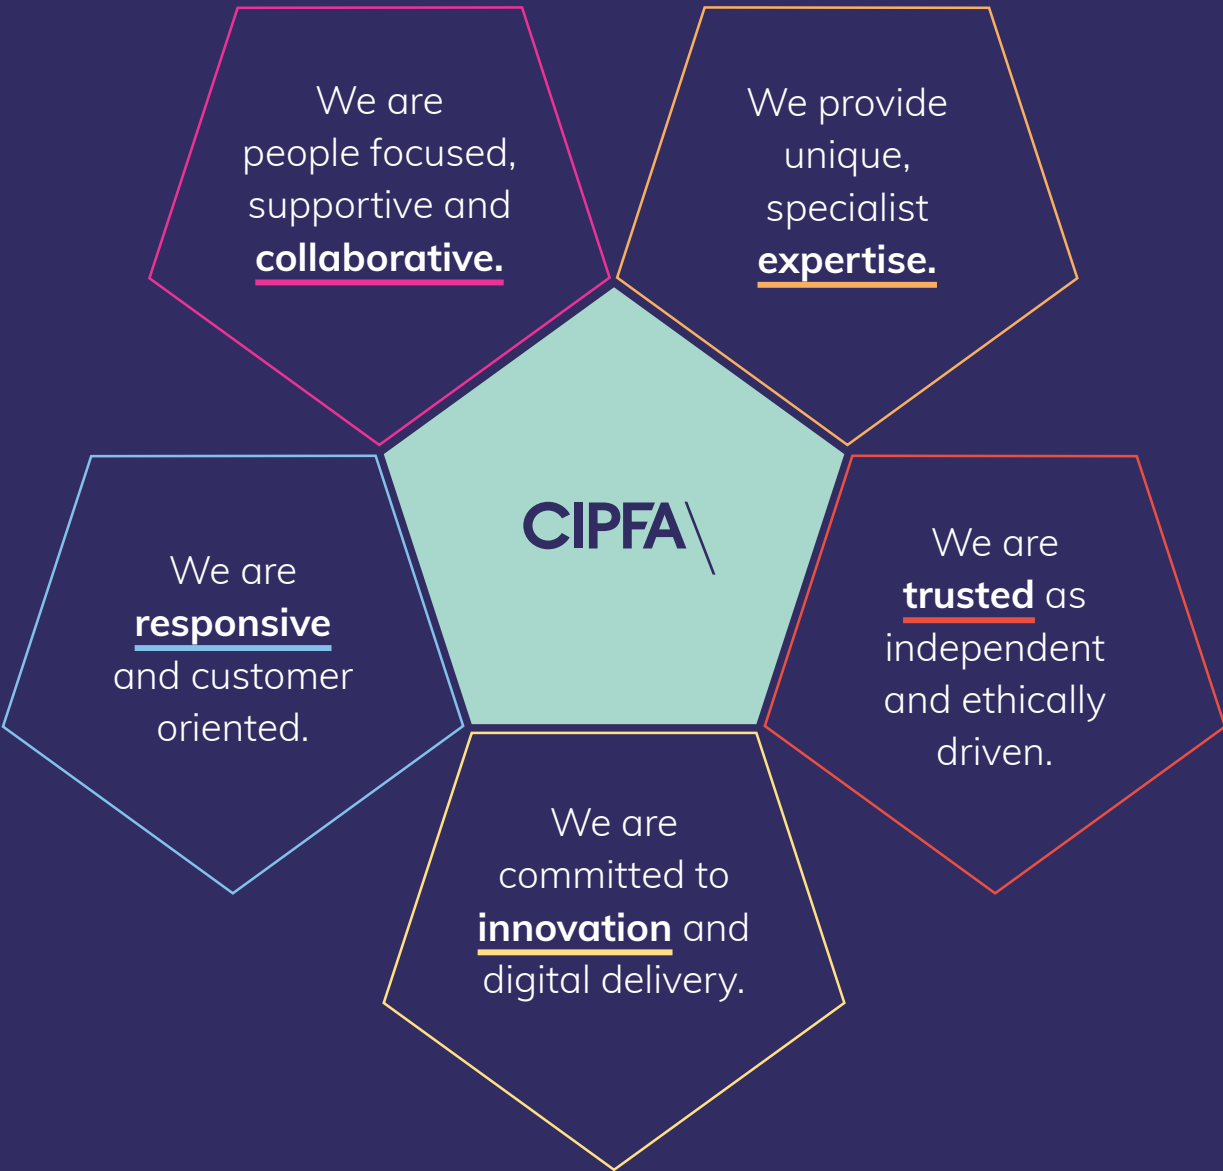 We are
people focused,
supportive and
collaborative.
We provide
unique,
specialist
expertise.
CIPFA
We are
responsive
and customer
oriented.
We are
trusted as
independent
and ethically
driven.
We are
committed to
innovation and
digital delivery.